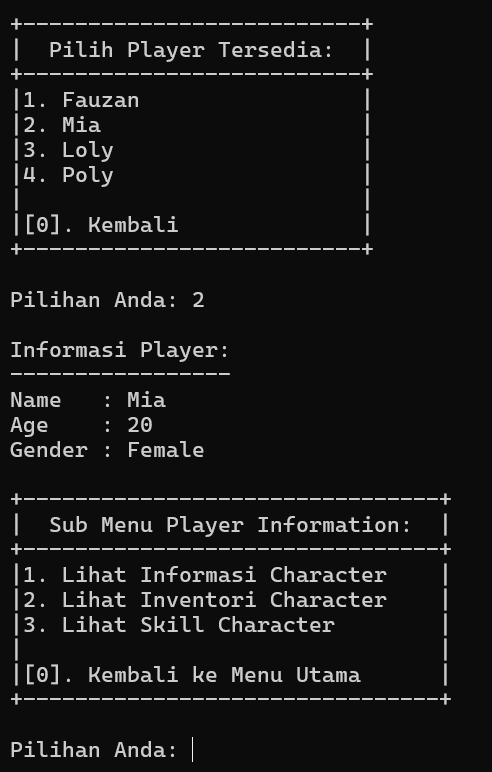 +--------------------------+
|  Pilih Player Tersedia:  |
+--------------------------+
|1. Fauzan                 |
|2. Mia                    |
|3. Loly                   |
|4. Poly                   |
|                          |
|[0]. Kembali              |
+--------------------------+

Pilihan Anda: 2

Informasi Player:
-----------------
Name   : Mia
Age    : 20
Gender : Female

+--------------------------------+
|  Sub Menu Player Information:  |
+--------------------------------+
|1. Lihat Informasi Character    |
|2. Lihat Inventori Character    |
|3. Lihat Skill Character        |
|                                |
|[0]. Kembali ke Menu Utama      |
+--------------------------------+

Pilihan Anda: